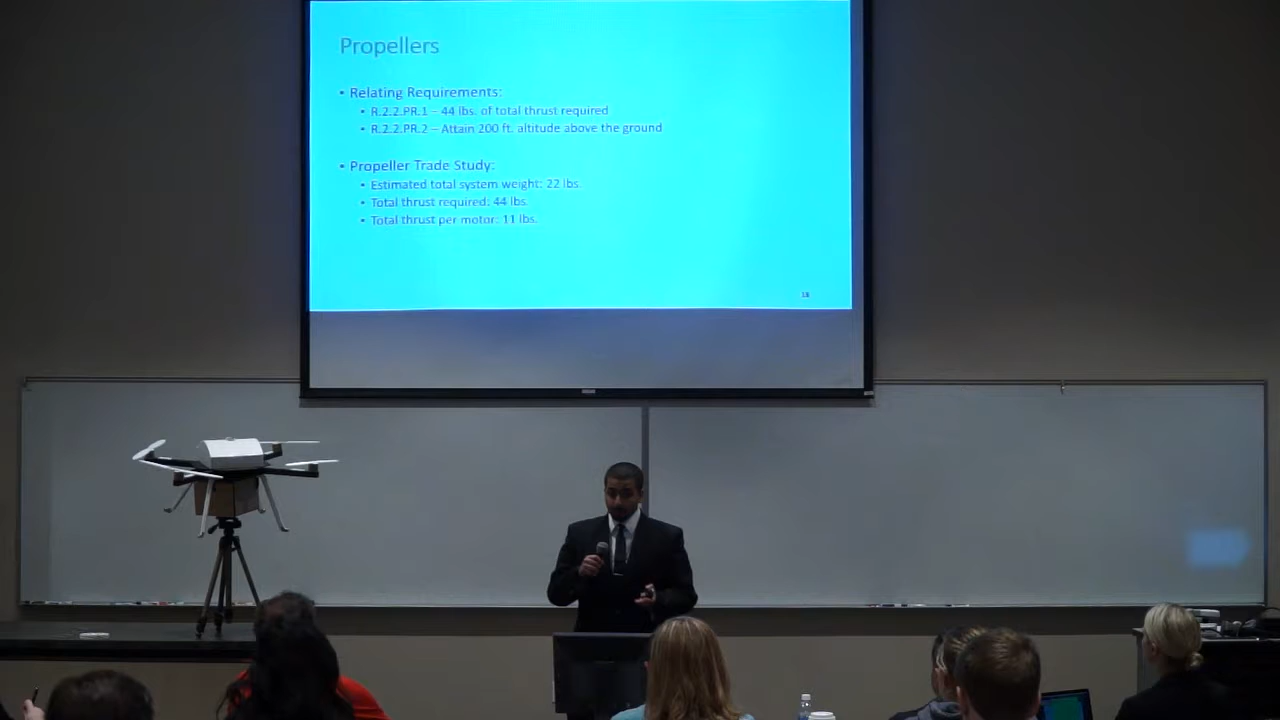 Propellers
• Relating Requirements:
• R.2.2.PR.1 – 44 lbs. of total thrust required
• R.2.2.PR.2 – Attain 200 ft. altitude above the ground
• Propeller Trade Study:
• Estimated total system weight: 22 lbs.
• Total thrust required: 44 lbs.
• Total thrust per motor: 11 lbs.
18